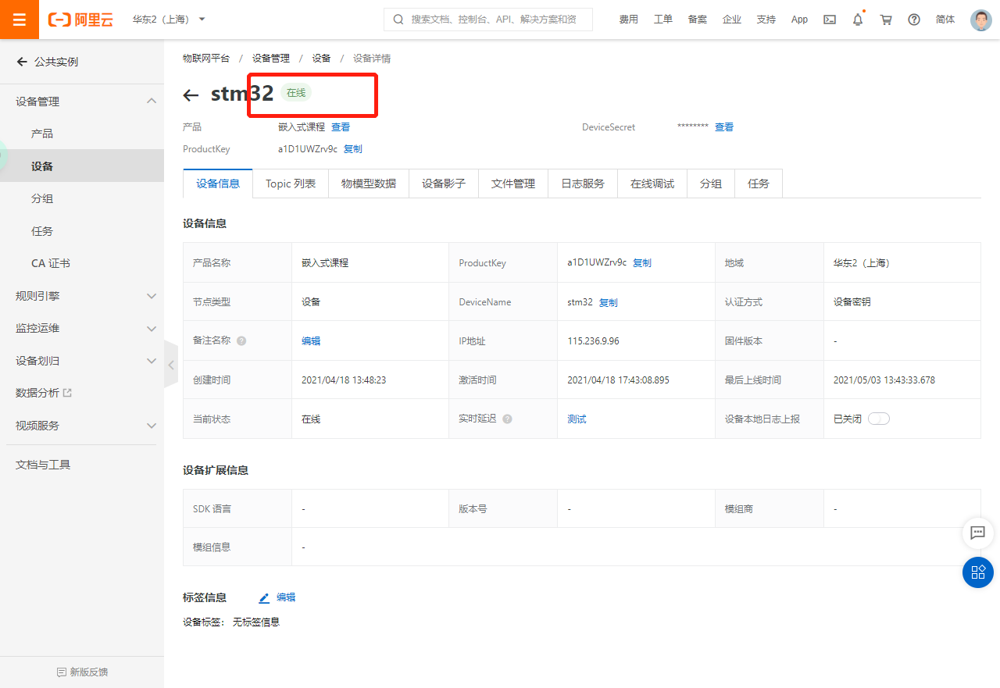 阿里云 华东2（上海） 搜索文档、控制台、API、解决方案和资 费用 工单 备案 企业 支持 App 简体
公共实例
设备管理
产品
设备
分组
任务
CA 证书
规则引擎
监控运维
设备划归
数据分析
视频服务
文档与工具
新版反馈
物联网平台 / 设备管理 / 设备 / 设备详情
stm32 在线
产品 嵌入式课程 查看 DeviceSecret ******** 查看
ProductKey a1D1UWZrv9c 复制
设备信息 Topic 列表 物模型数据 设备影子 文件管理 日志服务 在线调试 分组 任务
设备信息
产品名称 嵌入式课程 ProductKey a1D1UWZrv9c 复制 地域 华东2（上海）
节点类型 设备 DeviceName stm32 复制 认证方式 设备密钥
备注名称 编辑 IP地址 115.236.9.96 固件版本 -
创建时间 2021/04/18 13:48:23 激活时间 2021/04/18 17:43:08.895 最后上线时间 2021/05/03 13:43:33.678
当前状态 在线 实时延迟 测试 设备本地日志上报 已关闭
设备扩展信息
SDK 语言 - 版本号 - 模组商 -
模组信息 -
标签信息 编辑
设备标签： 无标签信息